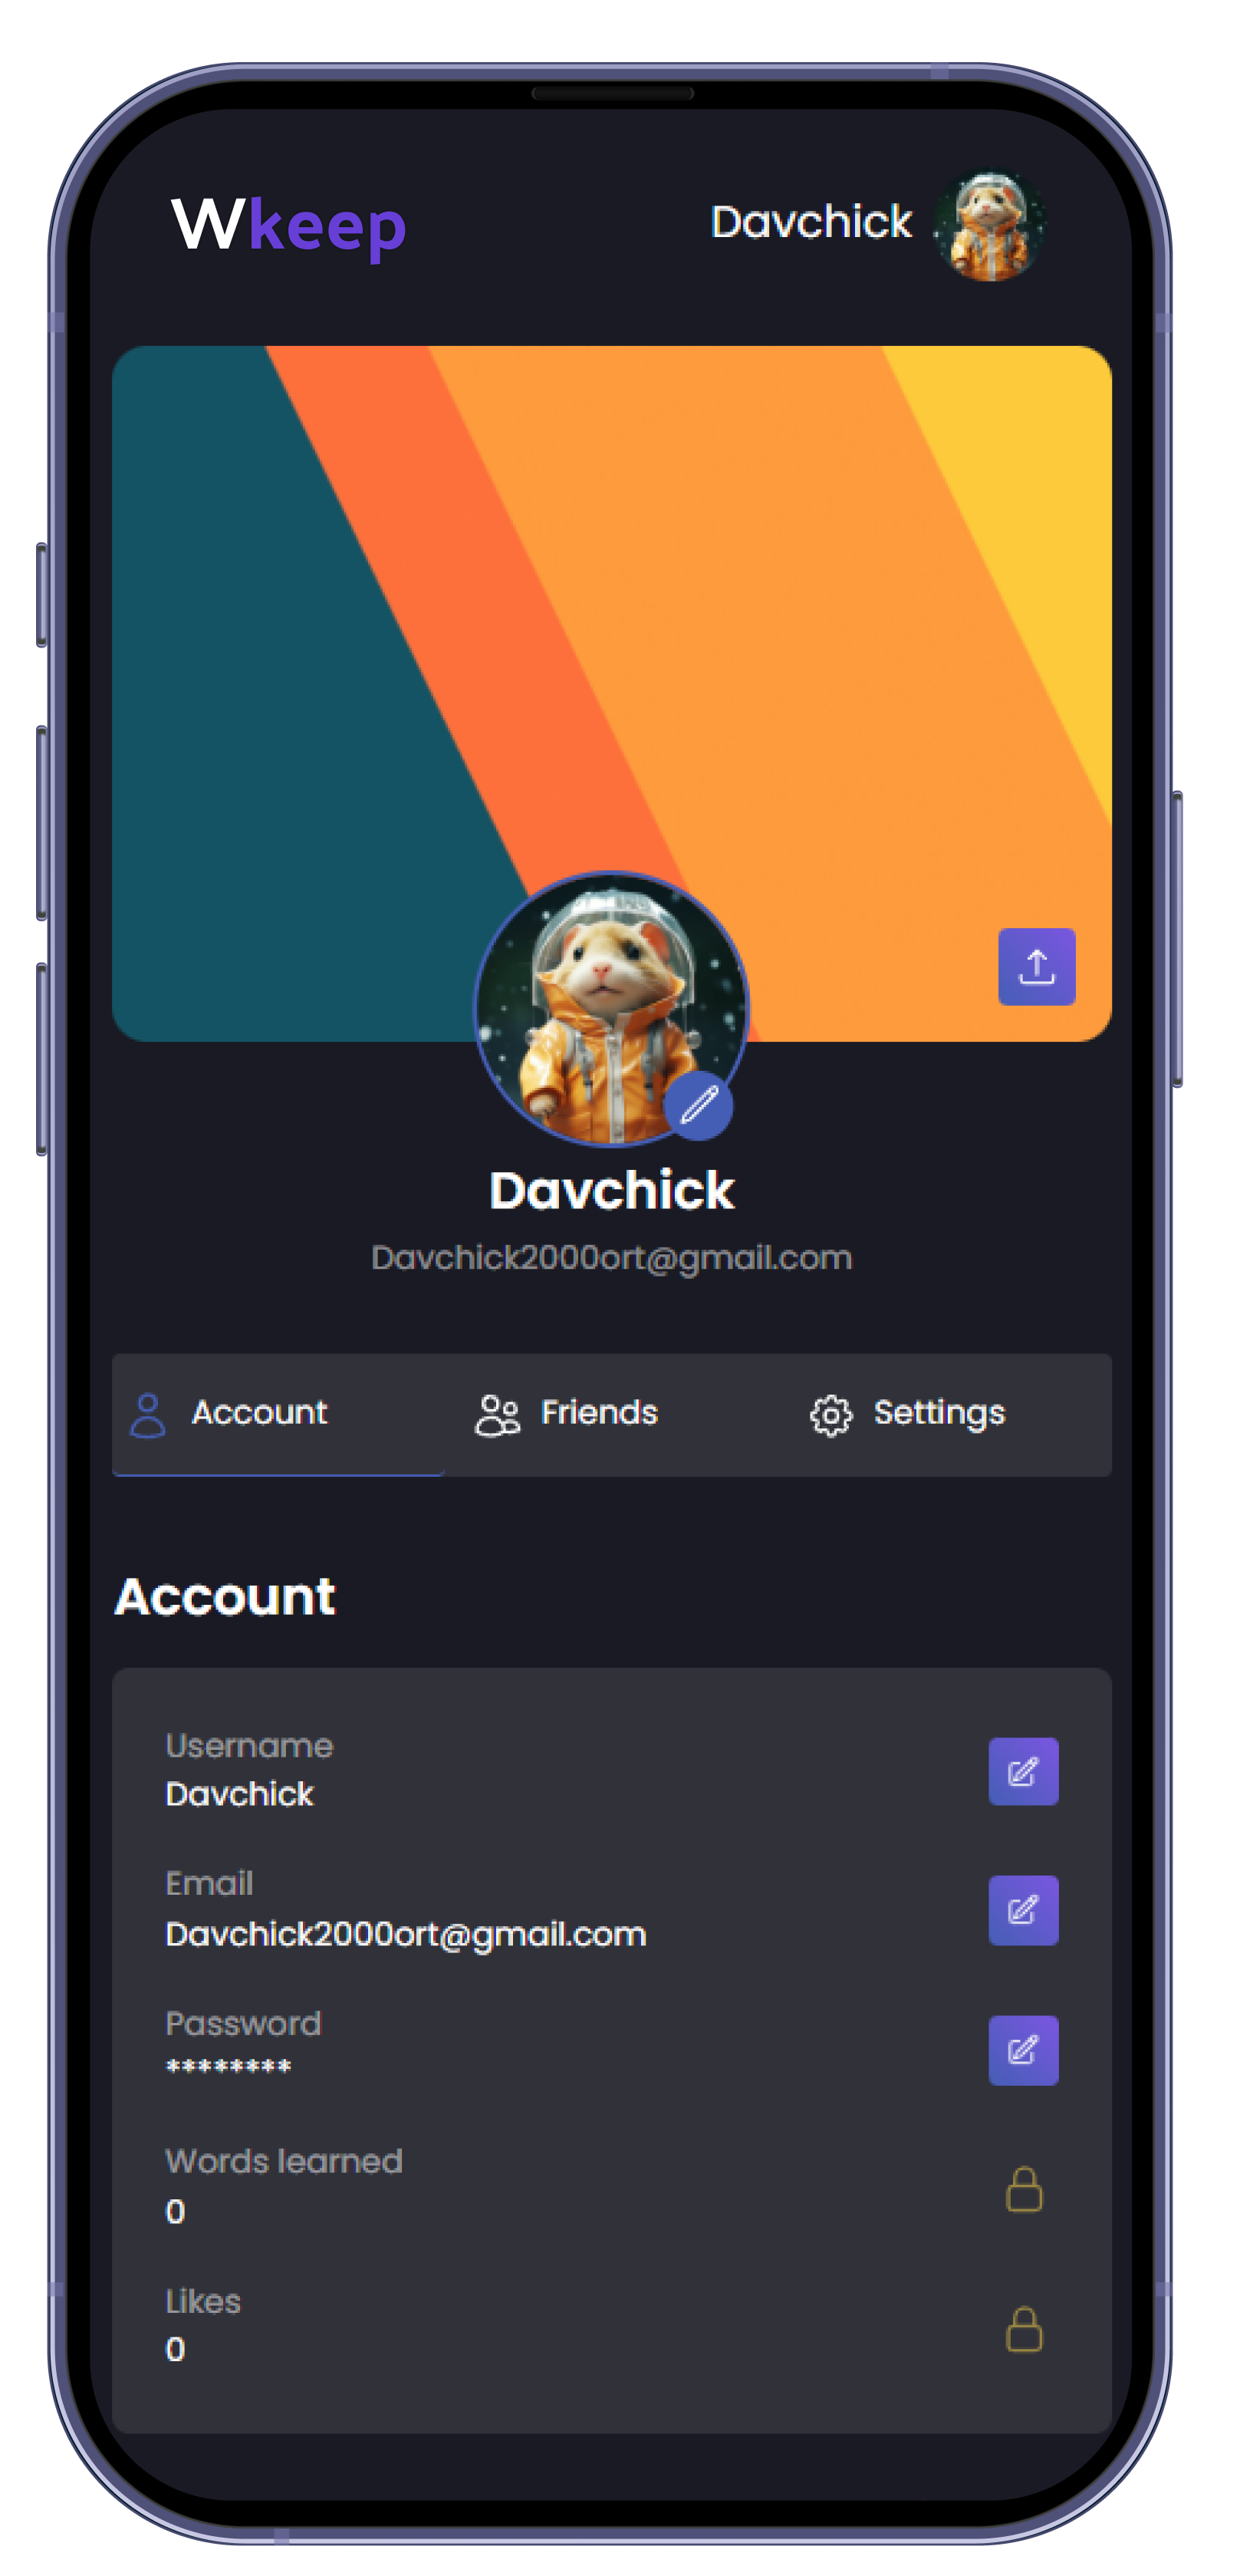 Wkeep
Davchick
Davchick
Davchick2000ort@gmail.com
Account
Friends
Settings
Account
Username
Davchick
Email
Davchick2000ort@gmail.com
Password
********
Words learned
0
Likes
0